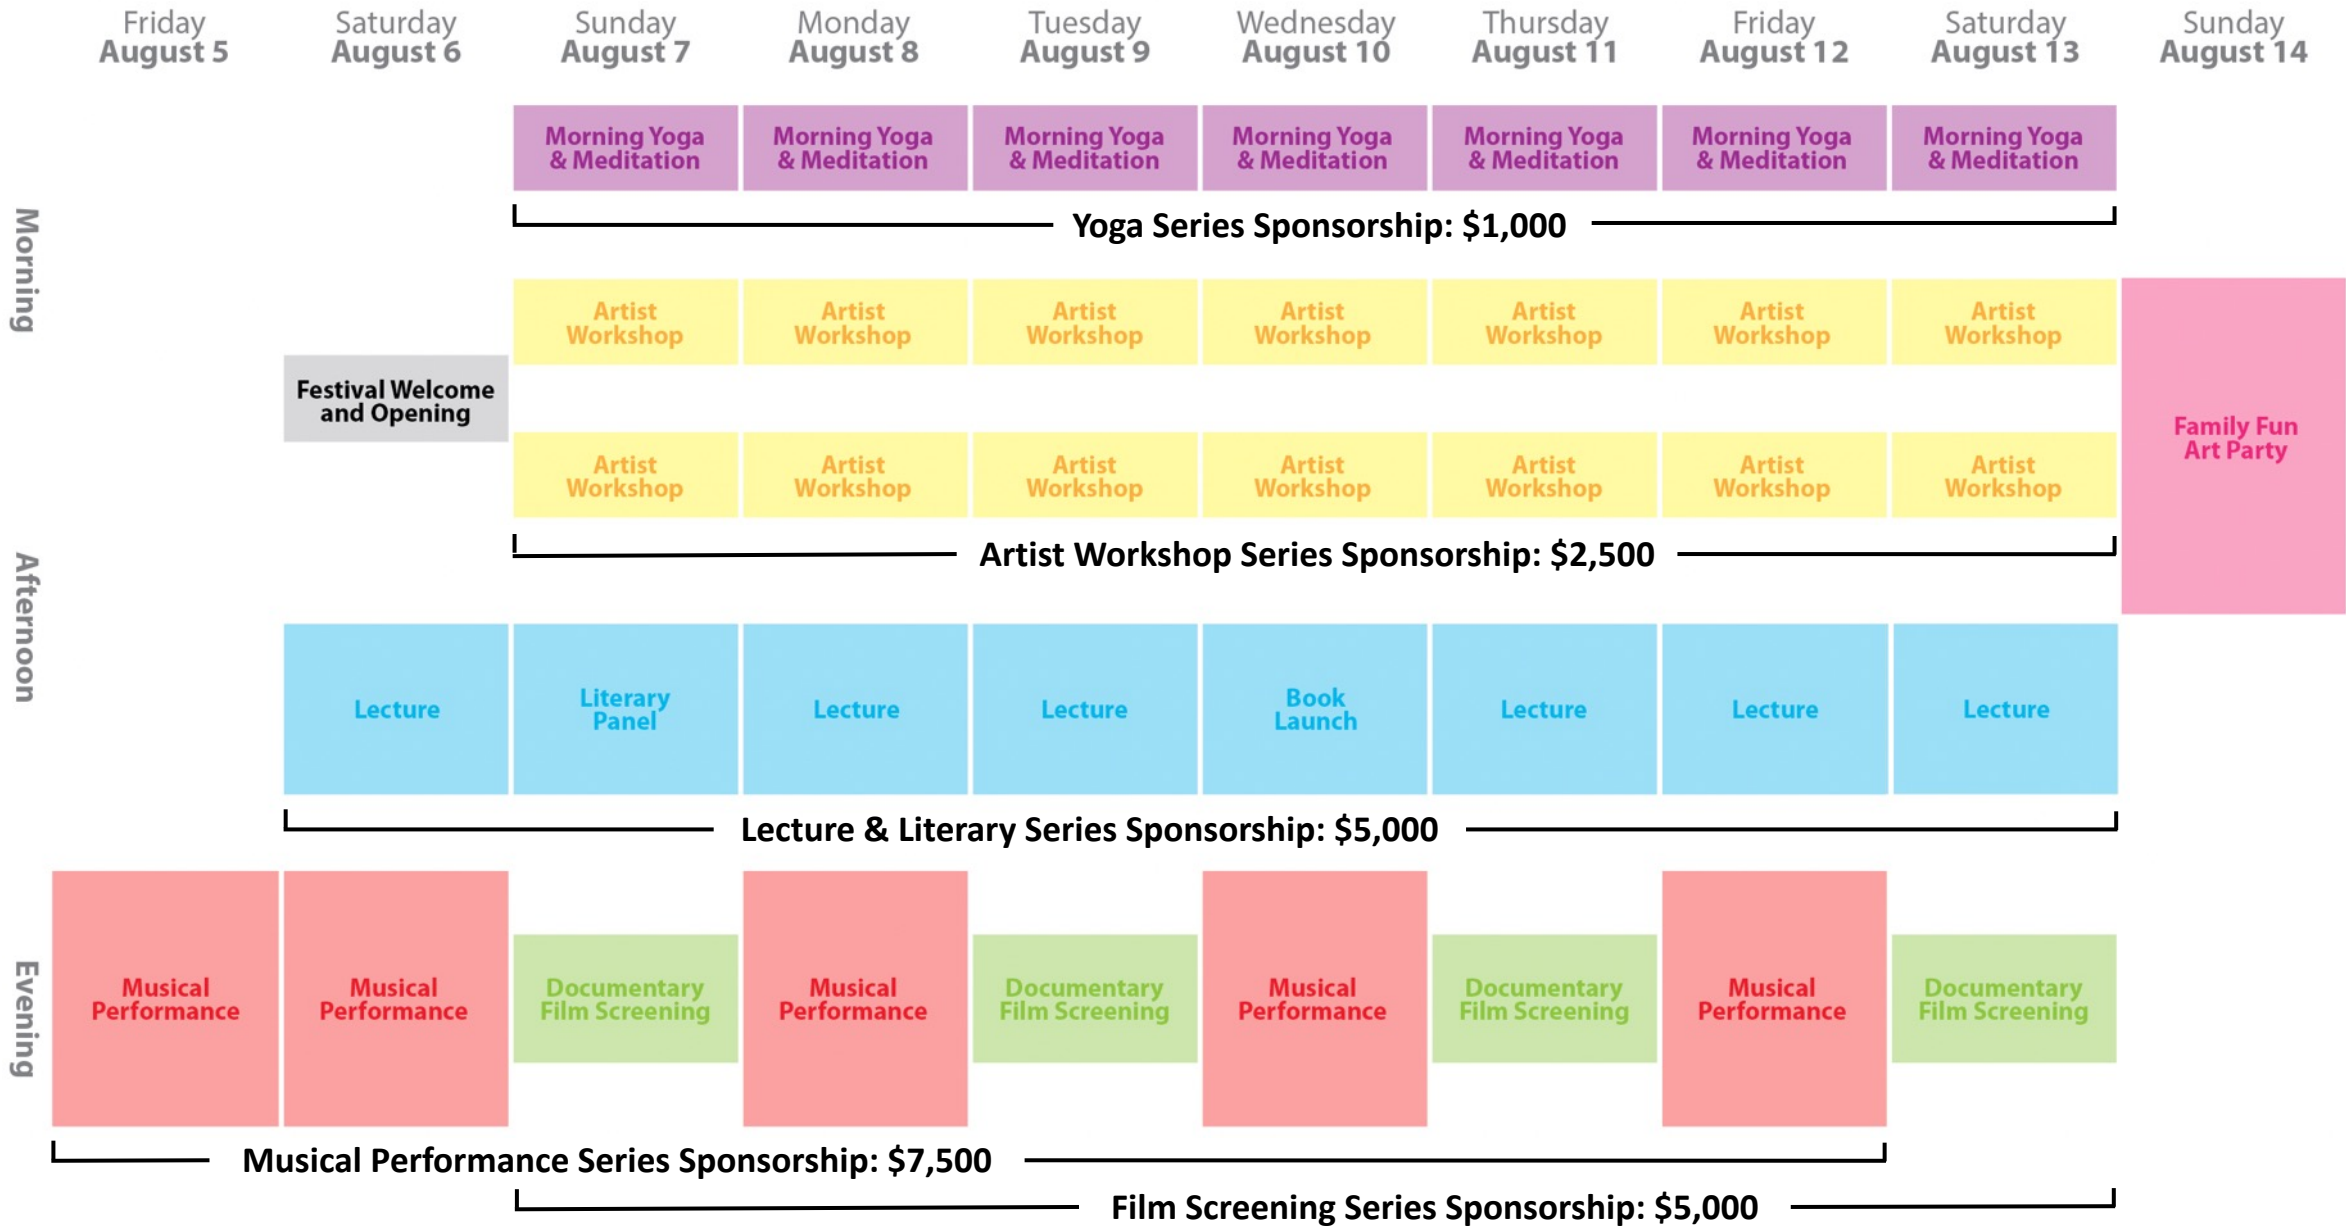 Friday Saturday Sunday Monday Tuesday Wednesday Thursday Friday Saturday Sunday
August 5 August 6 August 7 August 8 August 9 August 10 August 11 August 12 August 13 August 14
Morning
Morning Yoga Morning Yoga Morning Yoga Morning Yoga Morning Yoga Morning Yoga Morning Yoga
& Meditation & Meditation & Meditation & Meditation & Meditation & Meditation & Meditation
Yoga Series Sponsorship: $1,000
Artist Artist Artist Artist Artist Artist Artist
Workshop Workshop Workshop Workshop Workshop Workshop Workshop
Festival Welcome
and Opening
Family Fun
Art Party
Artist Artist Artist Artist Artist Artist Artist
Workshop Workshop Workshop Workshop Workshop Workshop Workshop
Artist Workshop Series Sponsorship: $2,500
Afternoon
Lecture
Literary
Panel
Lecture
Lecture
Book
Launch
Lecture
Lecture
Lecture
Lecture & Literary Series Sponsorship: $5,000
Evening
Musical Musical Documentary Musical Documentary Musical Documentary Musical Documentary
Performance Performance Film Screening Performance Film Screening Performance Film Screening Performance Film Screening
Musical Performance Series Sponsorship: $7,500
Film Screening Series Sponsorship: $5,000